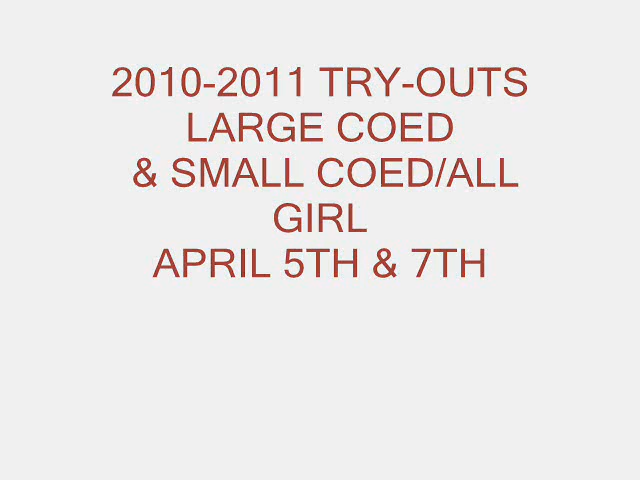 2010-2011 TRY-OUTS
LARGE COED
& SMALL COED/ALL
GIRL
APRIL 5TH & 7TH